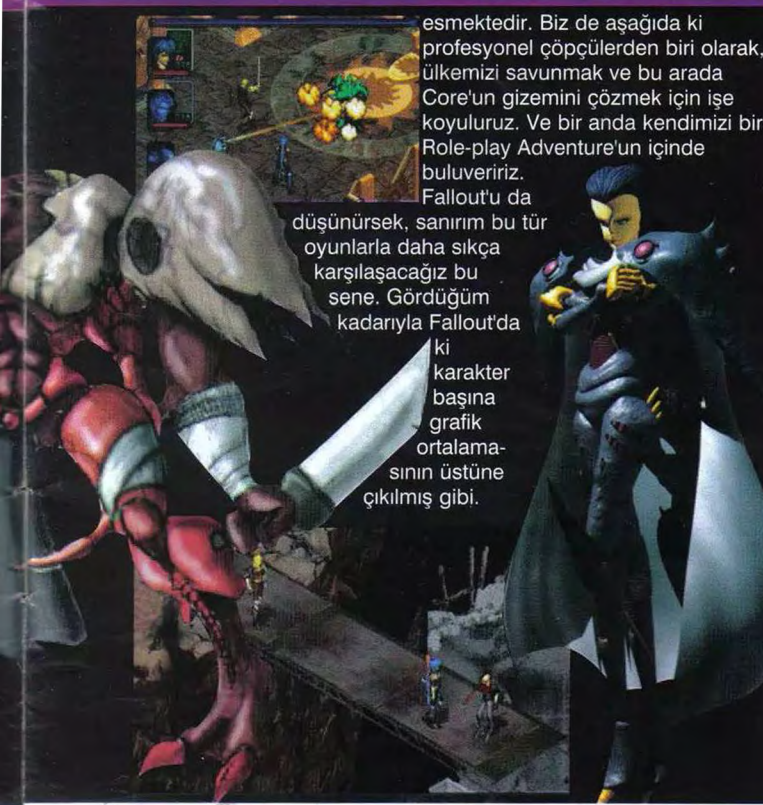 esmektedir. Biz de aşağıda ki
profesyonel çöpçülerden biri olarak,
ülkemizi savunmak ve bu arada
Core'un gizemini çözmek için işe
koyuluruz. Ve bir anda kendimizi bir
Role-play Adventure'un içinde
buluveririz.
Fallout'u da
düşünürsek, sanırım bu tür
oyunlarla daha sıkça
karşılaşacağız bu
sene. Gördüğüm
kadarıyla Fallout'da
ki
karakter
başına
grafik
ortalama-
sının üstüne
çıkılmış gibi.